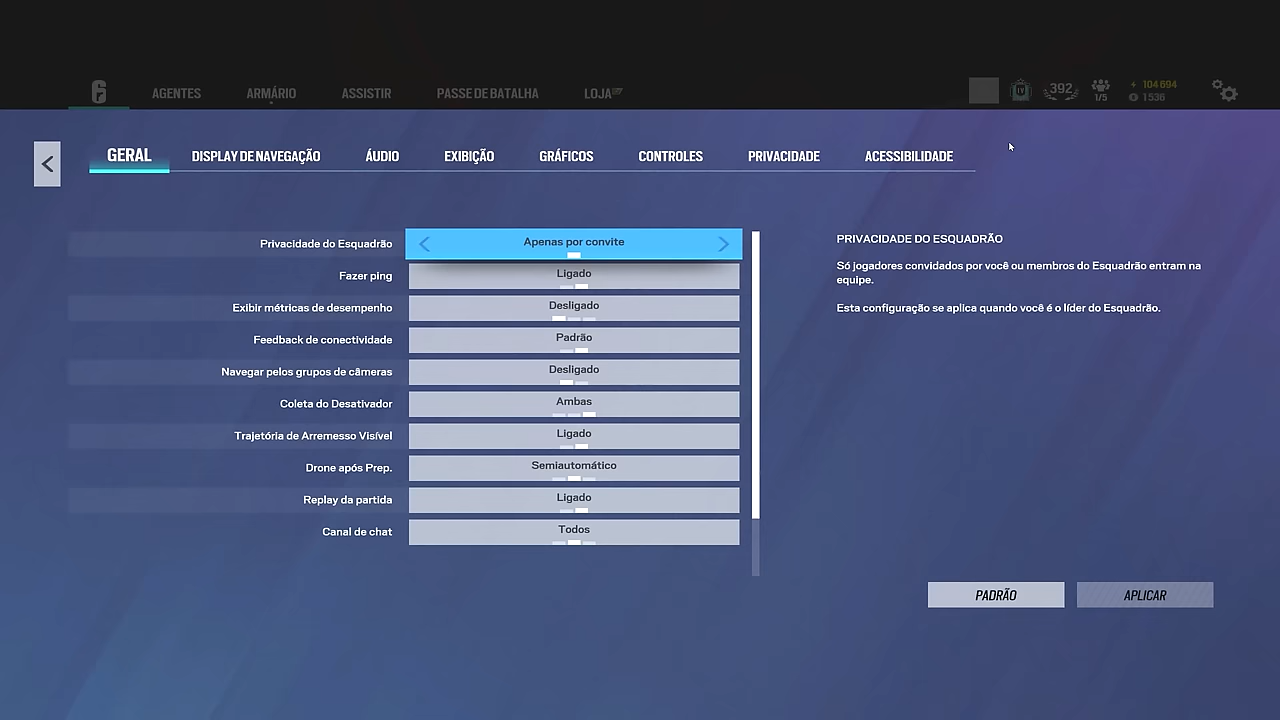 6 AGENTES ARMÁRIO ASSISTIR PASSE DE BATALHA LOJA IV 392 1/5 104 694
1536
GERAL DISPLAY DE NAVEGAÇÃO ÁUDIO EXIBIÇÃO GRÁFICOS CONTROLES PRIVACIDADE ACESSIBILIDADE
Privacidade do Esquadrão Apenas por convite
Fazer ping Ligado
Exibir métricas de desempenho Desligado
Feedback de conectividade Padrão
Navegar pelos grupos de câmeras Desligado
Coleta do Desativador Ambas
Trajetória de Arremesso Visível Ligado
Drone após Prep. Semiautomático
Replay da partida Ligado
Canal de chat Todos
PRIVACIDADE DO ESQUADRÃO
Só jogadores convidados por você ou membros do Esquadrão entram na
equipe.
Esta configuração se aplica quando você é o líder do Esquadrão.
PADRÃO APLICAR